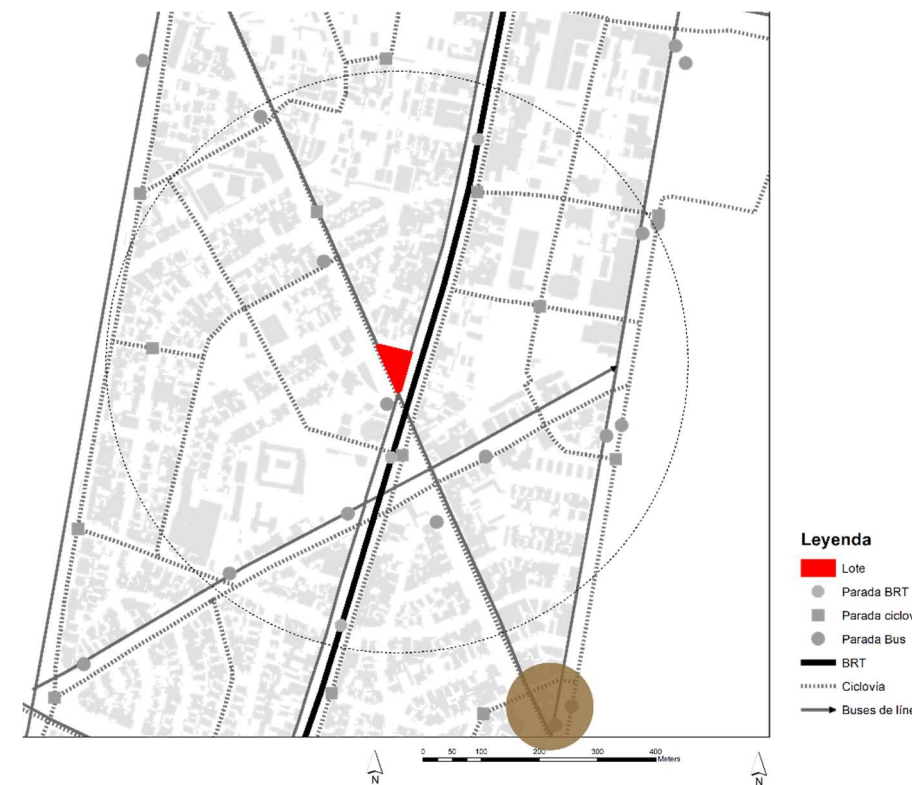 Leyenda
Lote
Parada BRT
Parada ciclov
Parada Bus
BRT
Ciclovía
Buses de líne
0 50 100 200 300 400
Meters
N
N